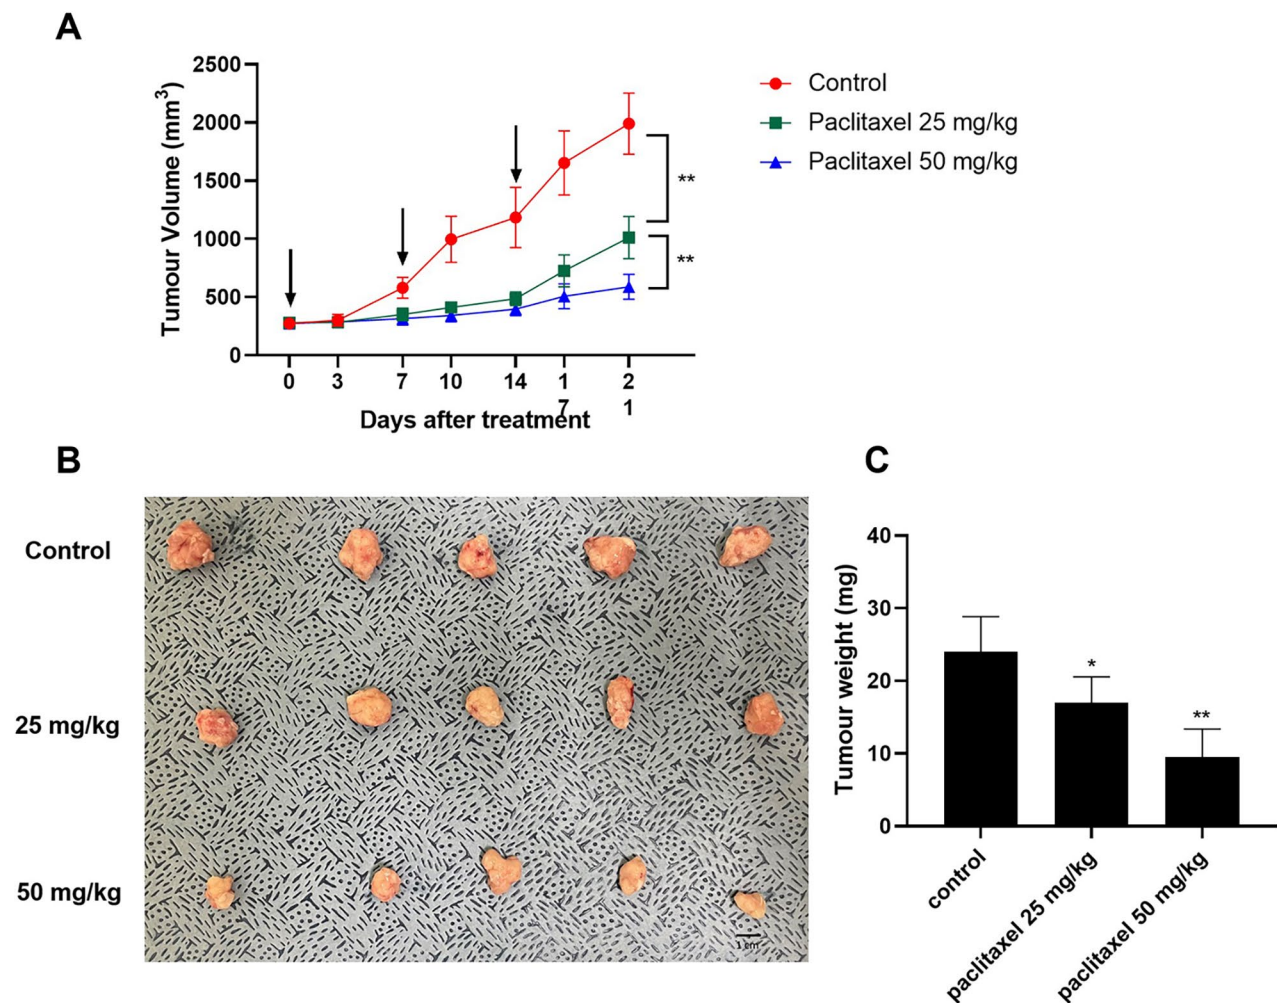 A
Tumour Volume (mm³)
2500
2000
1500
1000
500
0
0 3 7 10 14 1 2
7 1
Days after treatment
Control
Paclitaxel 25 mg/kg
Paclitaxel 50 mg/kg
**
**
B
Control
25 mg/kg
50 mg/kg
1 cm
C
Tumour weight (mg)
40
30
20
10
0
*
**
control
paclitaxel 25 mg/kg
paclitaxel 50 mg/kg